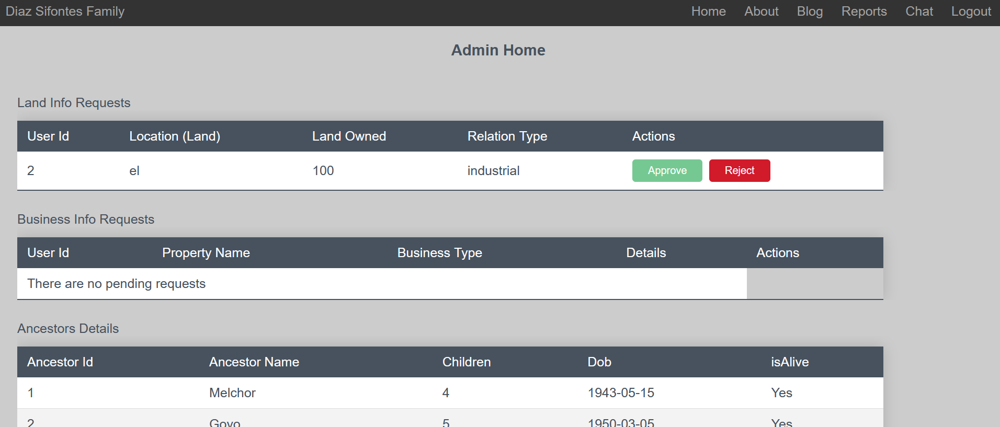 Diaz Sifontes Family Home About Blog Reports Chat Logout
Admin Home
Land Info Requests
User Id Location (Land) Land Owned Relation Type Actions
2 el 100 industrial Approve Reject
Business Info Requests
User Id Property Name Business Type Details Actions
There are no pending requests
Ancestors Details
Ancestor Id Ancestor Name Children Dob isAlive
1 Melchor 4 1943-05-15 Yes
2 Goyo 5 1950-03-05 Yes